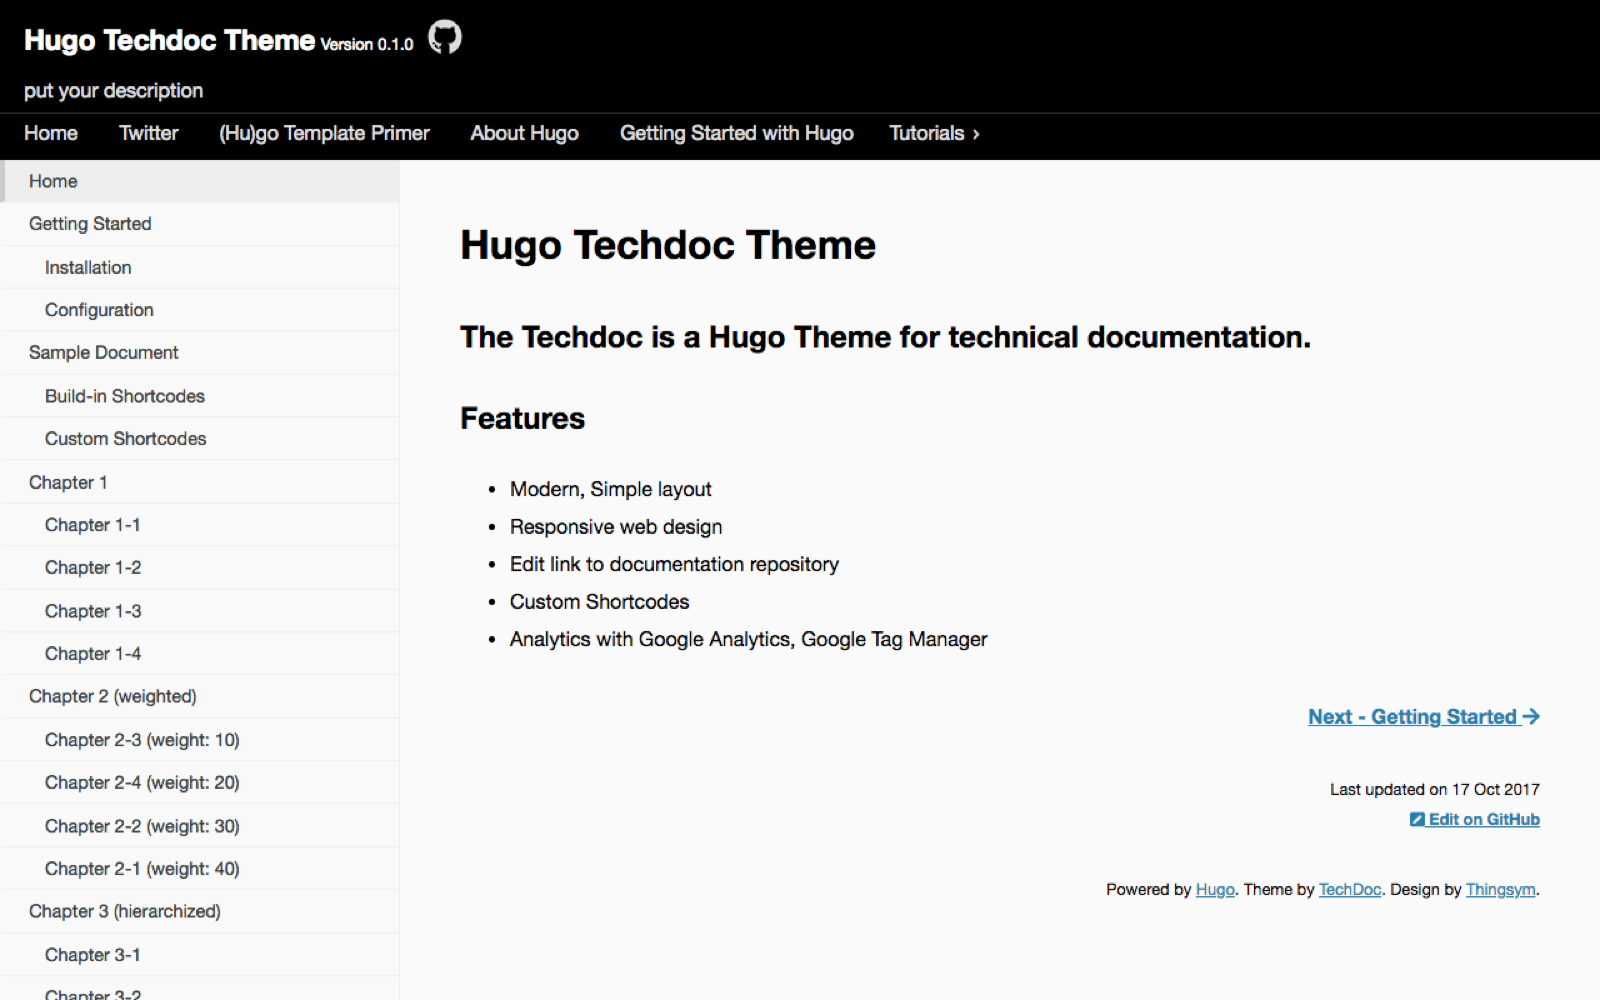 Hugo Techdoc Theme Version 0.1.0
put your description
Home Twitter (Hu)go Template Primer About Hugo Getting Started with Hugo Tutorials ›
Home
Getting Started
Installation
Configuration
Sample Document
Build-in Shortcodes
Custom Shortcodes
Chapter 1
Chapter 1-1
Chapter 1-2
Chapter 1-3
Chapter 1-4
Chapter 2 (weighted)
Chapter 2-3 (weight: 10)
Chapter 2-4 (weight: 20)
Chapter 2-2 (weight: 30)
Chapter 2-1 (weight: 40)
Chapter 3 (hierarchized)
Chapter 3-1
Chapter 3-2
Hugo Techdoc Theme
The Techdoc is a Hugo Theme for technical documentation.
Features
• Modern, Simple layout
• Responsive web design
• Edit link to documentation repository
• Custom Shortcodes
• Analytics with Google Analytics, Google Tag Manager
Next - Getting Started →
Last updated on 17 Oct 2017
Edit on GitHub
Powered by Hugo. Theme by TechDoc. Design by Thingsym.